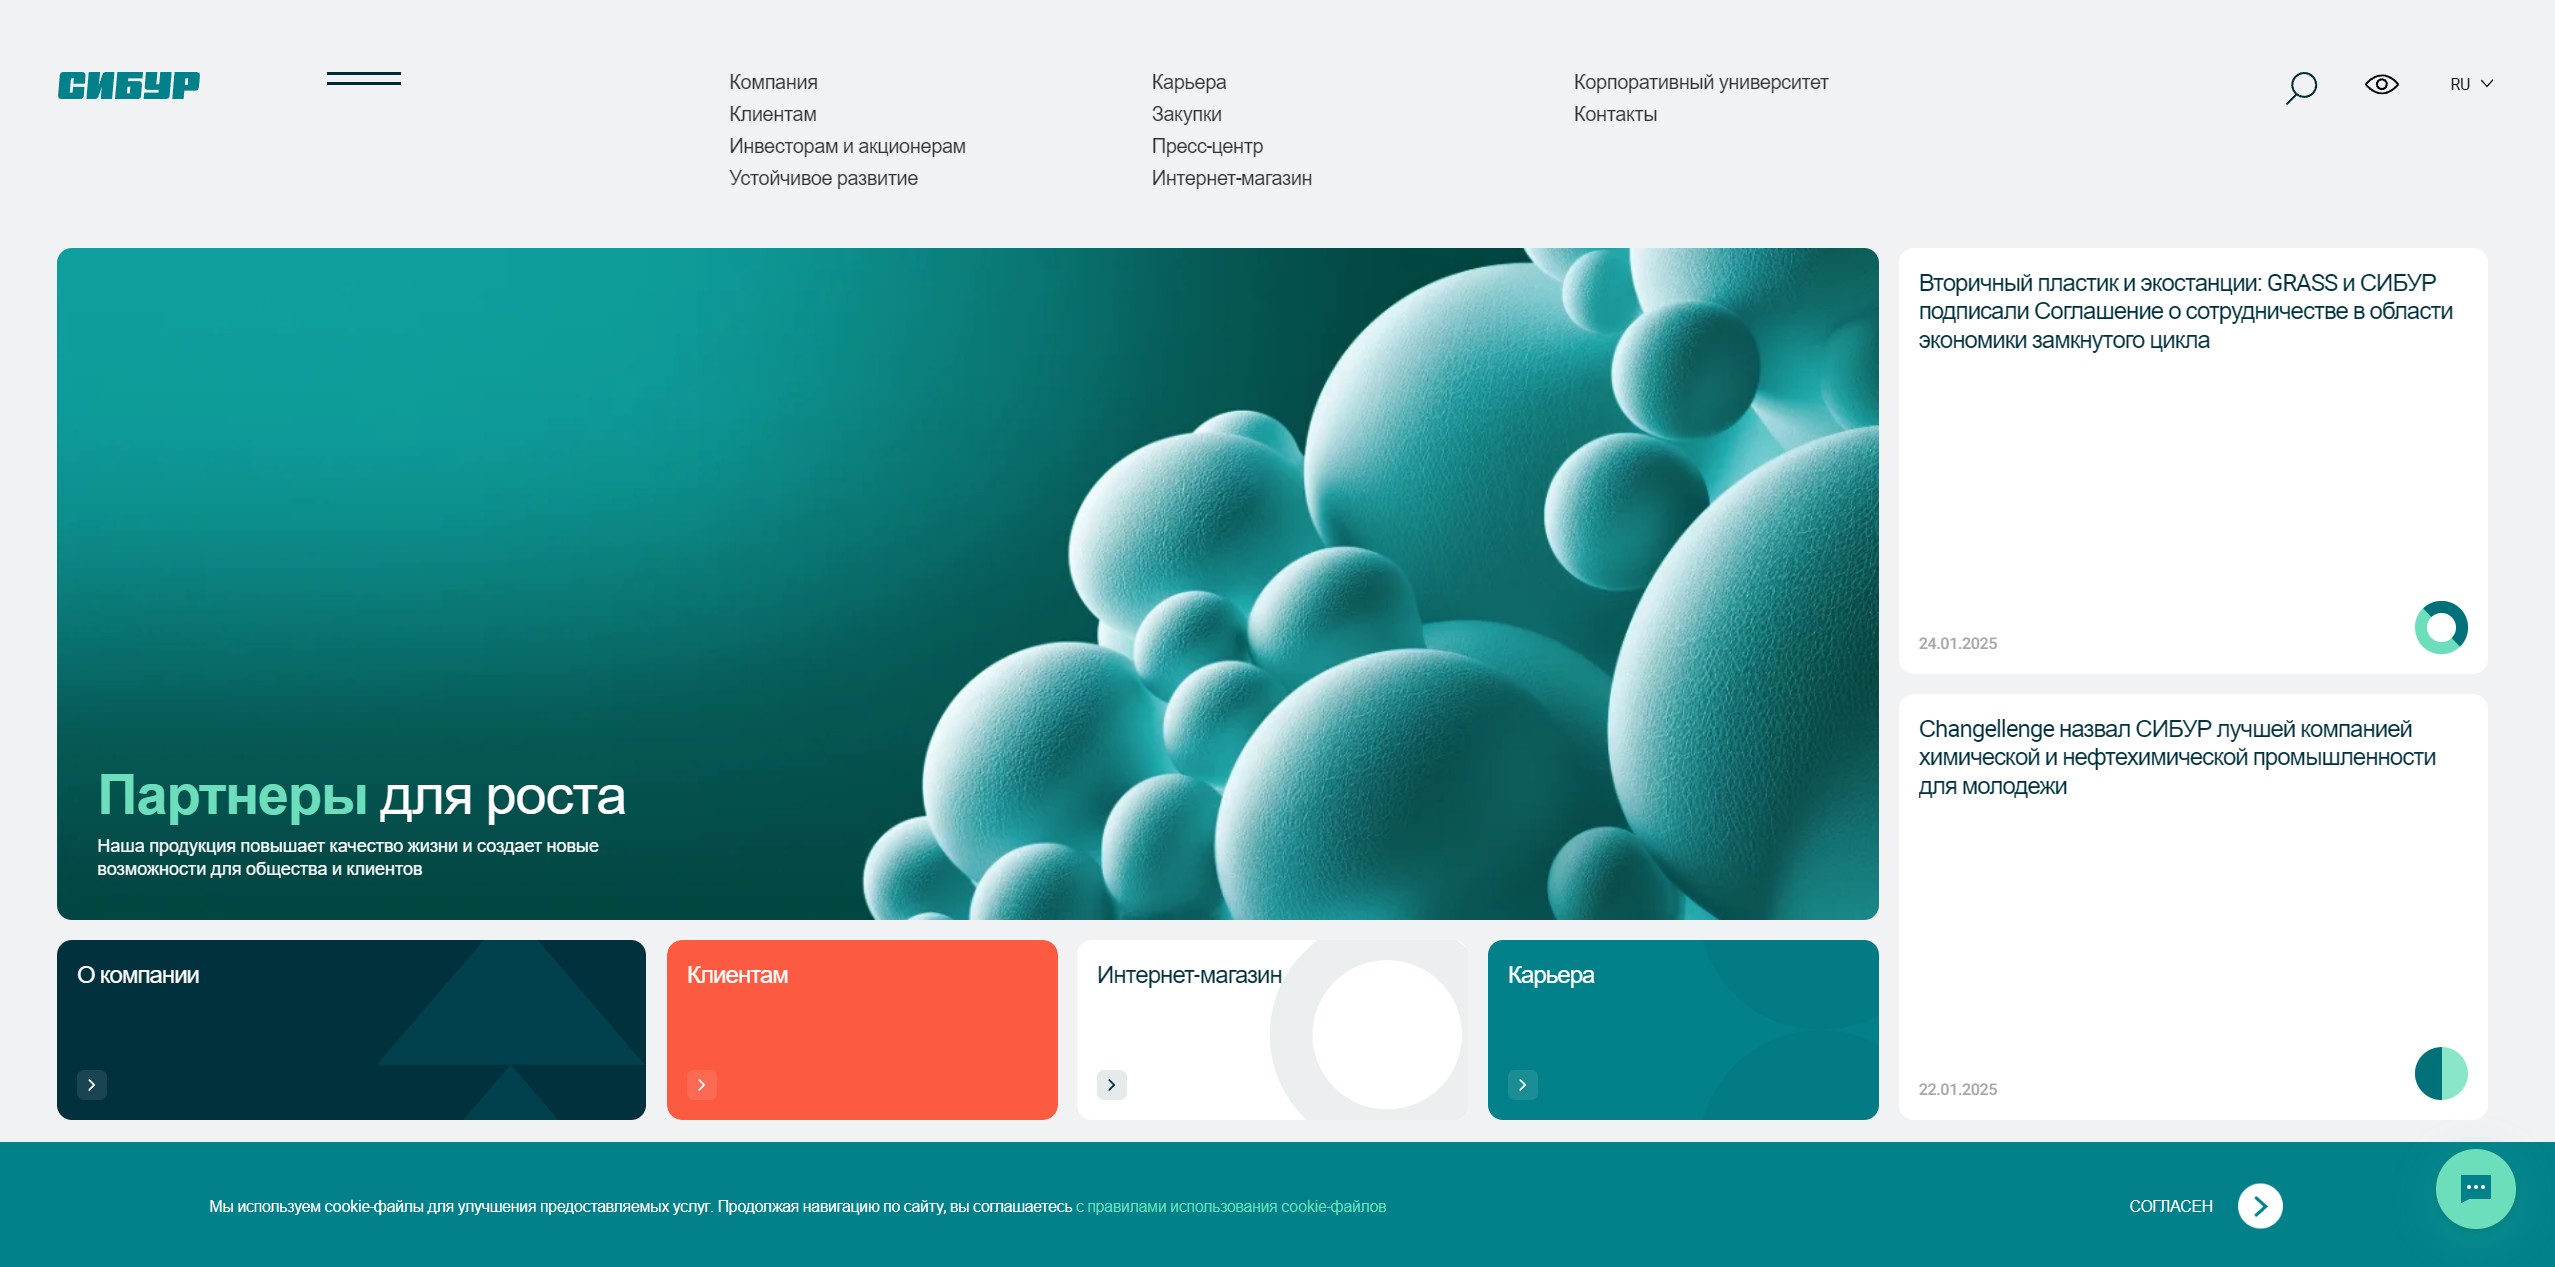 СИБУР
Компания
Клиентам
Инвесторам и акционерам
Устойчивое развитие
Карьера
Закупки
Пресс-центр
Интернет-магазин
Корпоративный университет
Контакты
RU
Партнеры для роста
Наша продукция повышает качество жизни и создает новые
возможности для общества и клиентов
Вторичный пластик и экостанции: GRASS и СИБУР
подписали Соглашение о сотрудничестве в области
экономики замкнутого цикла
24.01.2025
Changellenge назвал СИБУР лучшей компанией
химической и нефтехимической промышленности
для молодежи
22.01.2025
О компании
Клиентам
Интернет-магазин
Карьера
Мы используем cookie-файлы для улучшения предоставляемых услуг. Продолжая навигацию по сайту, вы соглашаетесь с правилами использования cookie-файлов
СОГЛАСЕН